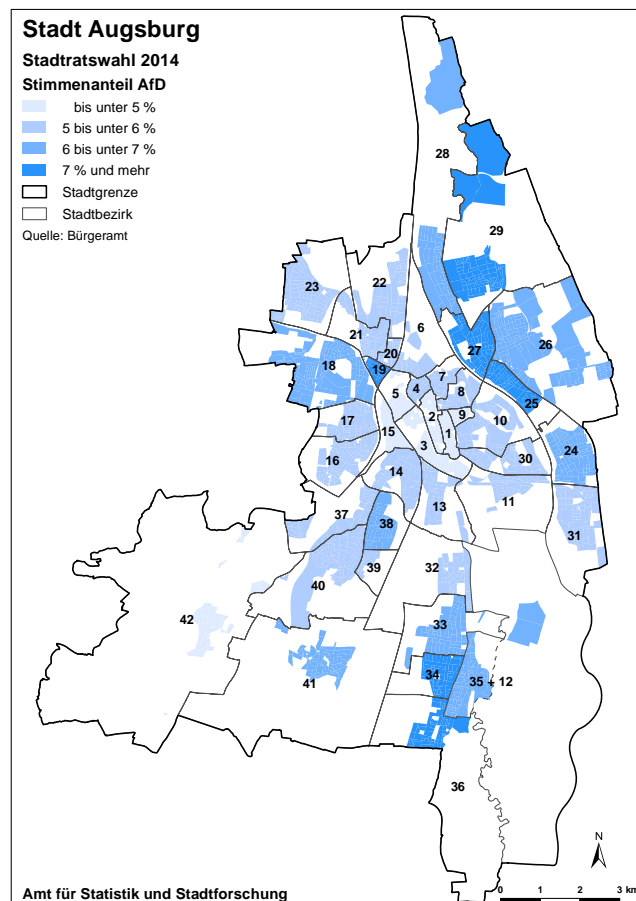 Stadt Augsburg
Stadtratswahl 2014
Stimmenanteil AfD
bis unter 5 %
5 bis unter 6 %
6 bis unter 7 %
7 % und mehr
Stadtgrenze
Stadtbezirk
Quelle: Bürgeramt
28
29
23
22
6
21
20
27
26
18
19
7
5
4
8
25
2
9
17
10
15
1
3
24
16
30
14
13
11
37
38
31
39
32
40
42
33
34
35 + 12
41
36
N
Amt für Statistik und Stadtforschung
0 1 2 3 km